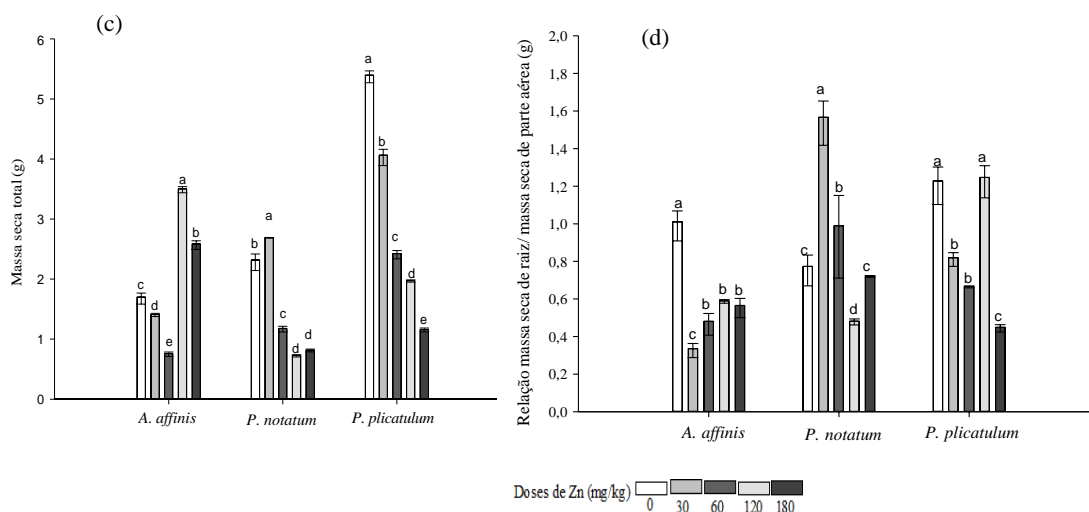 (c)
Massa seca total (g)
6
5
4
3
2
1
0
c
d
e
a
b
b
a
c
d
d
a
b
c
d
e
A. affinis
P. notatum
P. plicatulum
(d)
Relação massa seca de raiz/ massa seca de parte aérea (g)
2,0
1,8
1,6
1,4
1,2
1,0
0,8
0,6
0,4
0,2
0,0
a
c
b
b
b
c
a
b
d
c
a
b
b
a
c
A. affinis
P. notatum
P. plicatulum
Doses de Zn (mg/kg)
0 30 60 120 180